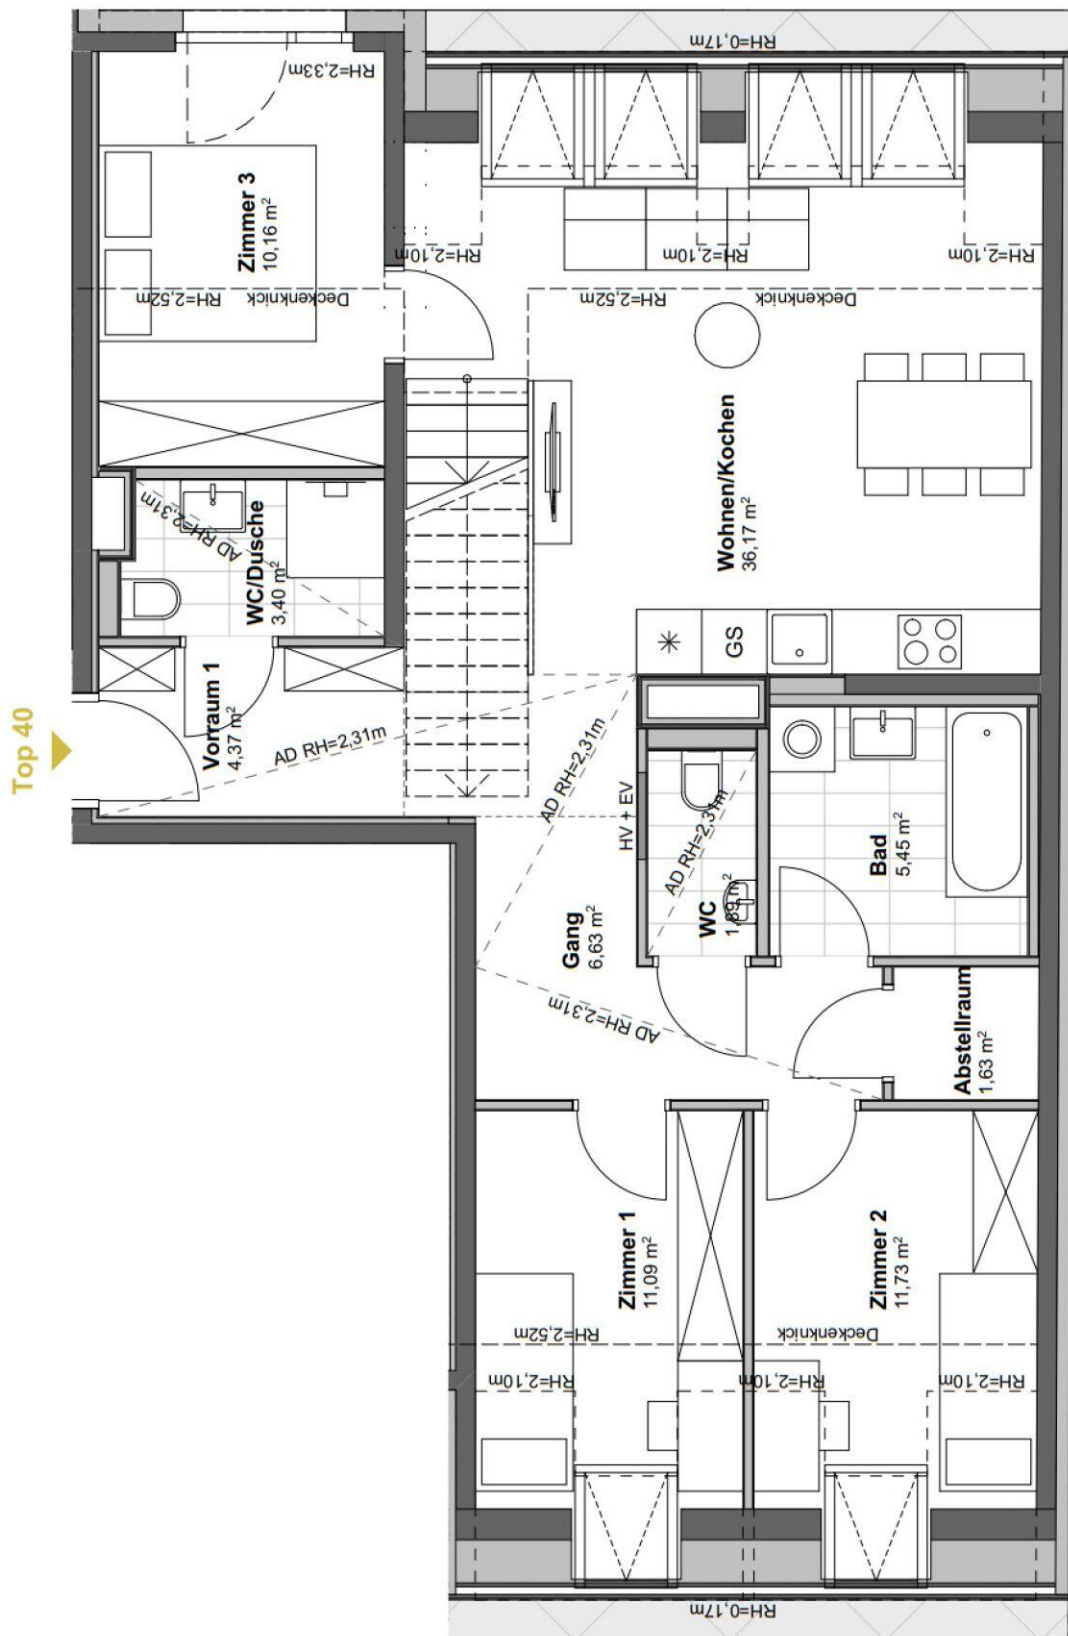 RH=0,17m
RH=2,33m
Zimmer 3
10,16 m²
RH=2,10m
RH=2,10m
RH=2,10m
RH=2,52m
Deckenknick
RH=2,52m
Deckenknick
Wohnen/Kochen
36,17 m²
AD RH=2,31m
WC/Dusche
3,40 m²
GS
Top 40
Vorraum 1
4,37 m²
AD RH=2,31m
AD RH=2,31m
HV + EV
AD RH=2,31m
WC
1,89 m²
Bad
5,45 m²
Gang
6,63 m²
AD RH=2,31m
Abstellraum
1,63 m²
Zimmer 1
11,09 m²
Zimmer 2
11,73 m²
RH=2,52m
Deckenknick
RH=2,10m
RH=2,10m
RH=2,10m
RH=0,17m